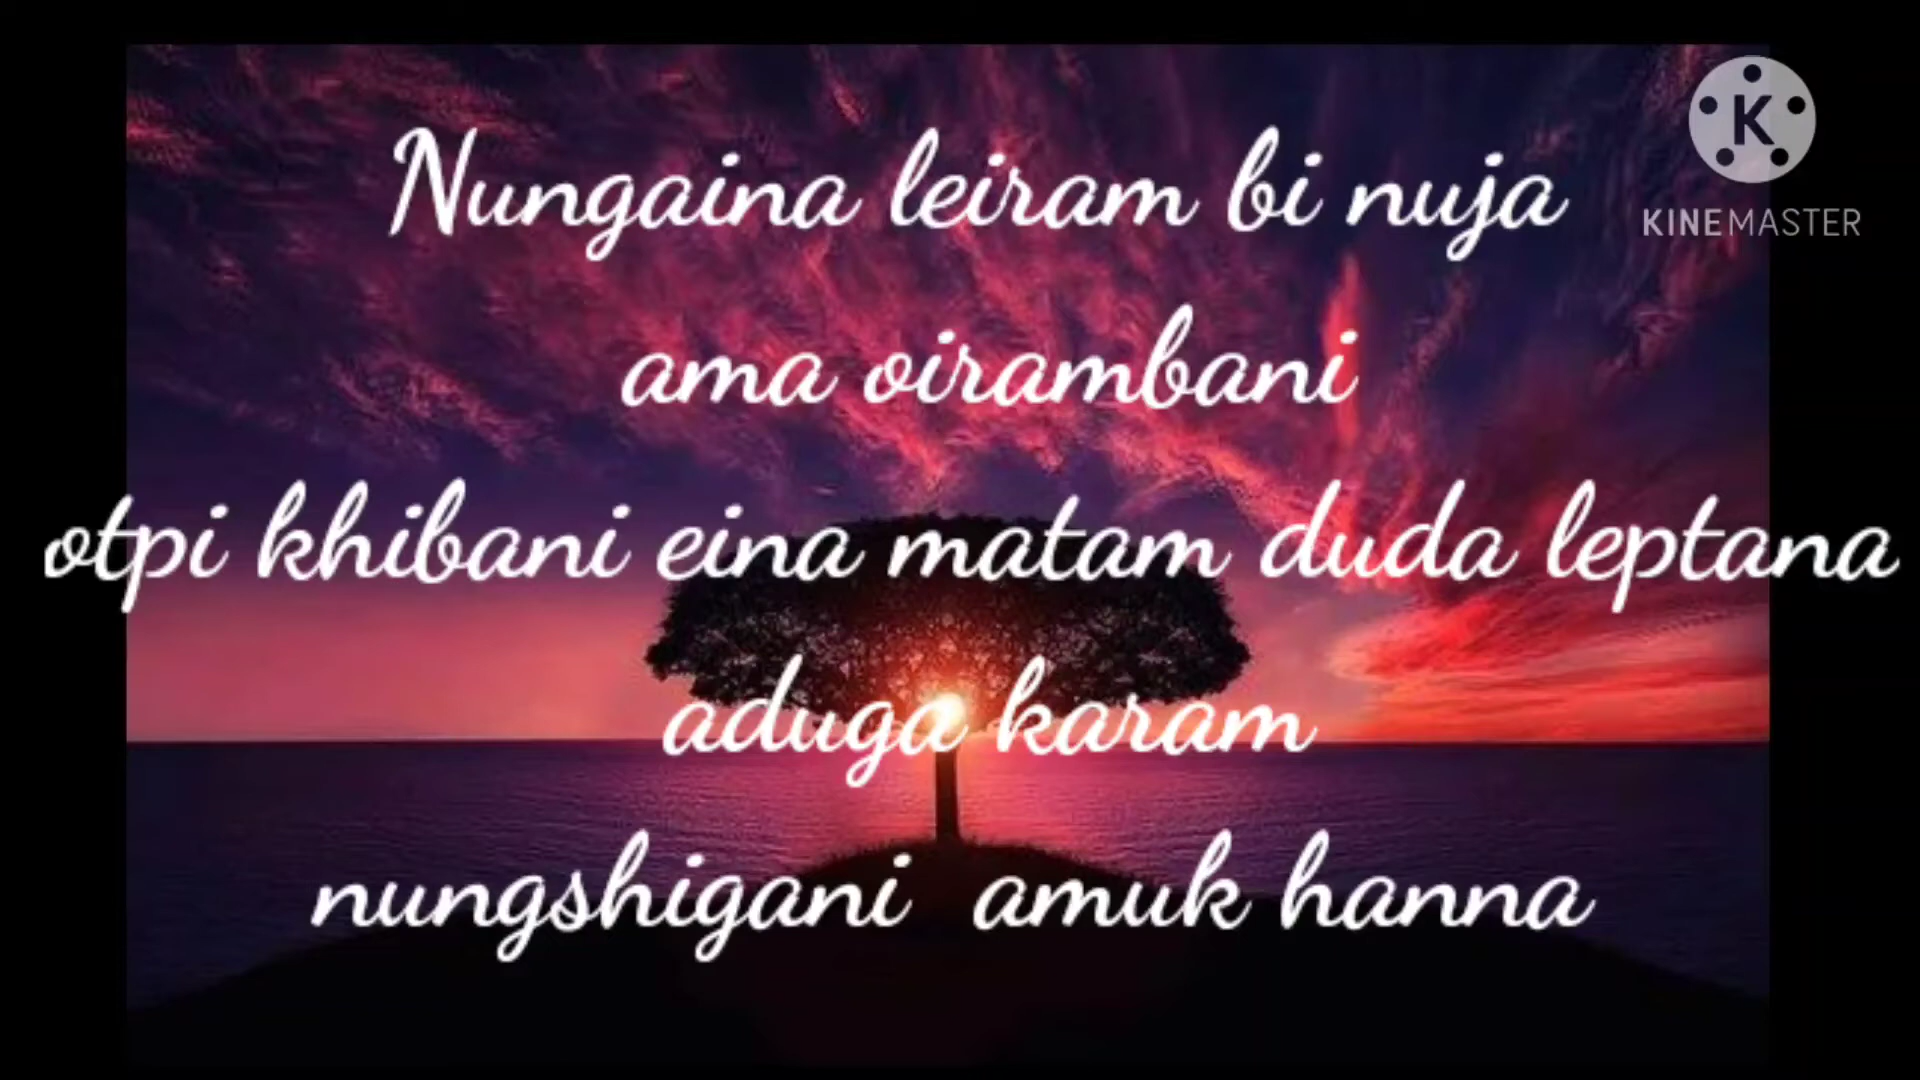 Nungaina leiram bi nuja
ama oirambani
otpi khibani eina matam duda leptana
aduga karam
nungshigani amuk hanna
K
KINEMASTER